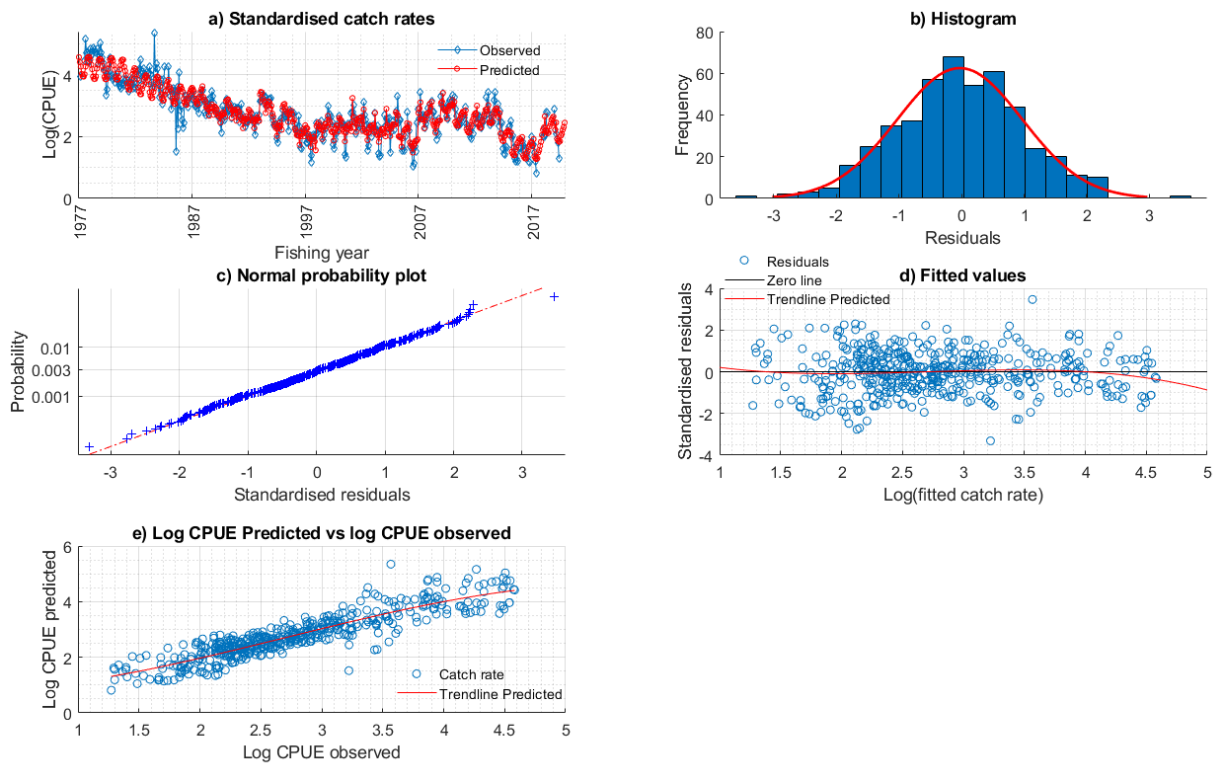 a) Standardised catch rates
Log(CPUE)
4
2
0
Observed
Predicted
1977
1987
1997
2007
2017
Fishing year
b) Histogram
Frequency
80
60
40
20
0
-3 -2 -1 0 1 2 3
Residuals
c) Normal probability plot
Probability
0.01
0.003
0.001
-3 -2 -1 0 1 2 3
Standardised residuals
Residuals
Zero line
Trendline Predicted
d) Fitted values
Standardised residuals
4
2
0
-2
-4
1 1.5 2 2.5 3 3.5 4 4.5 5
Log(fitted catch rate)
e) Log CPUE Predicted vs log CPUE observed
Log CPUE predicted
6
4
2
0
Catch rate
Trendline Predicted
1 1.5 2 2.5 3 3.5 4 4.5 5
Log CPUE observed